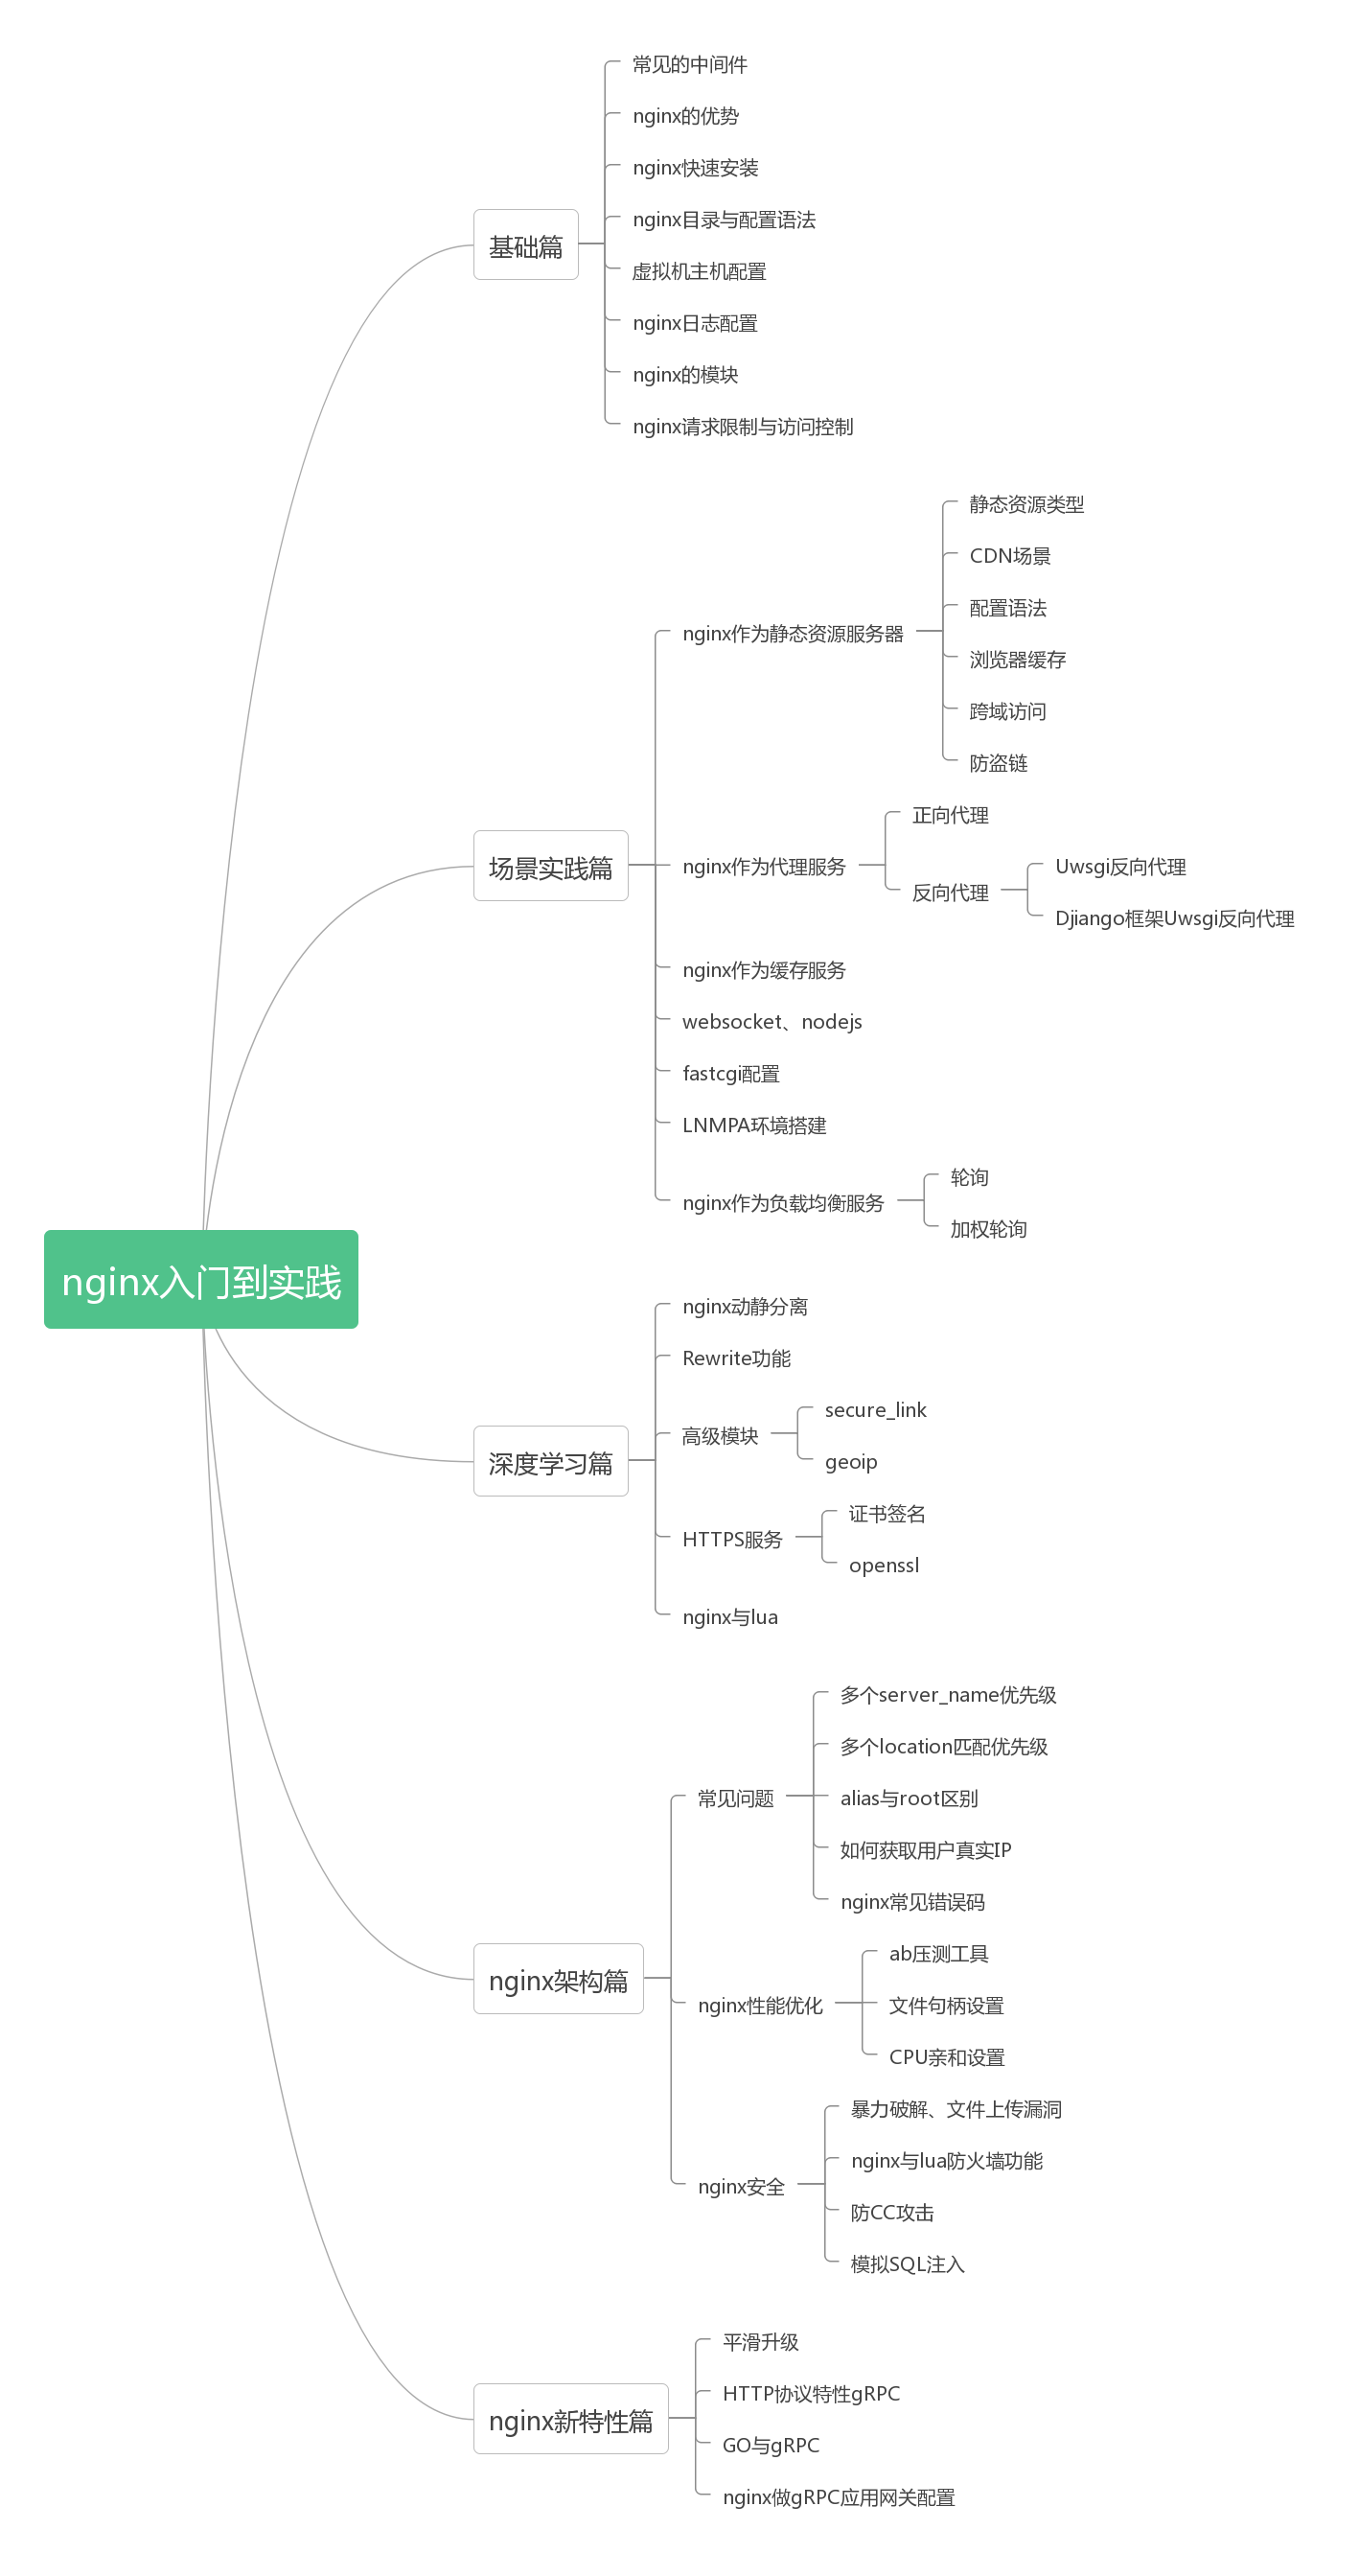 常见的中间件
nginx的优势
nginx快速安装
nginx目录与配置语法
基础篇
虚拟机主机配置
nginx日志配置
nginx的模块
nginx请求限制与访问控制
静态资源类型
CDN场景
配置语法
nginx作为静态资源服务器
浏览器缓存
跨域访问
防盗链
正向代理
场景实践篇
nginx作为代理服务
Uwsgi反向代理
反向代理
Djiango框架Uwsgi反向代理
nginx作为缓存服务
websocket、nodejs
fastcgi配置
LNMPA环境搭建
轮询
nginx作为负载均衡服务
加权轮询
nginx入门到实践
nginx动静分离
Rewrite功能
secure_link
高级模块
geoip
深度学习篇
证书签名
HTTPS服务
openssl
nginx与lua
多个server_name优先级
多个location匹配优先级
常见问题
alias与root区别
如何获取用户真实IP
nginx常见错误码
ab压测工具
nginx架构篇
nginx性能优化
文件句柄设置
CPU亲和设置
暴力破解、文件上传漏洞
nginx与lua防火墙功能
nginx安全
防CC攻击
模拟SQL注入
平滑升级
HTTP协议特性gRPC
nginx新特性篇
GO与gRPC
nginx做gRPC应用网关配置